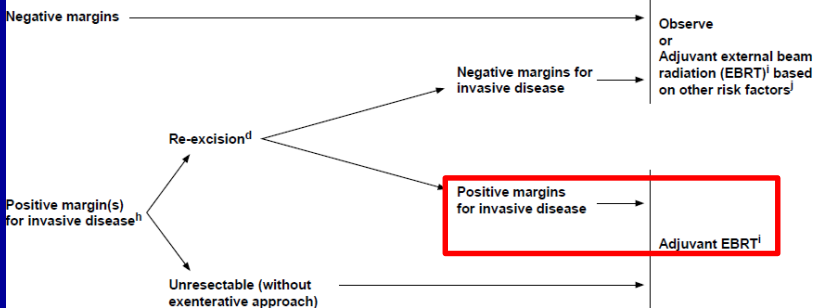 Negative margins
Observe
or
Adjuvant external beam
radiation (EBRT)ⁱ based
on other risk factorsʲ
Negative margins for
invasive disease
Re-excisionᵈ
Positive margin(s)
for invasive diseaseʰ
Positive margins
for invasive disease
Adjuvant EBRTⁱ
Unresectable (without
exenterative approach)